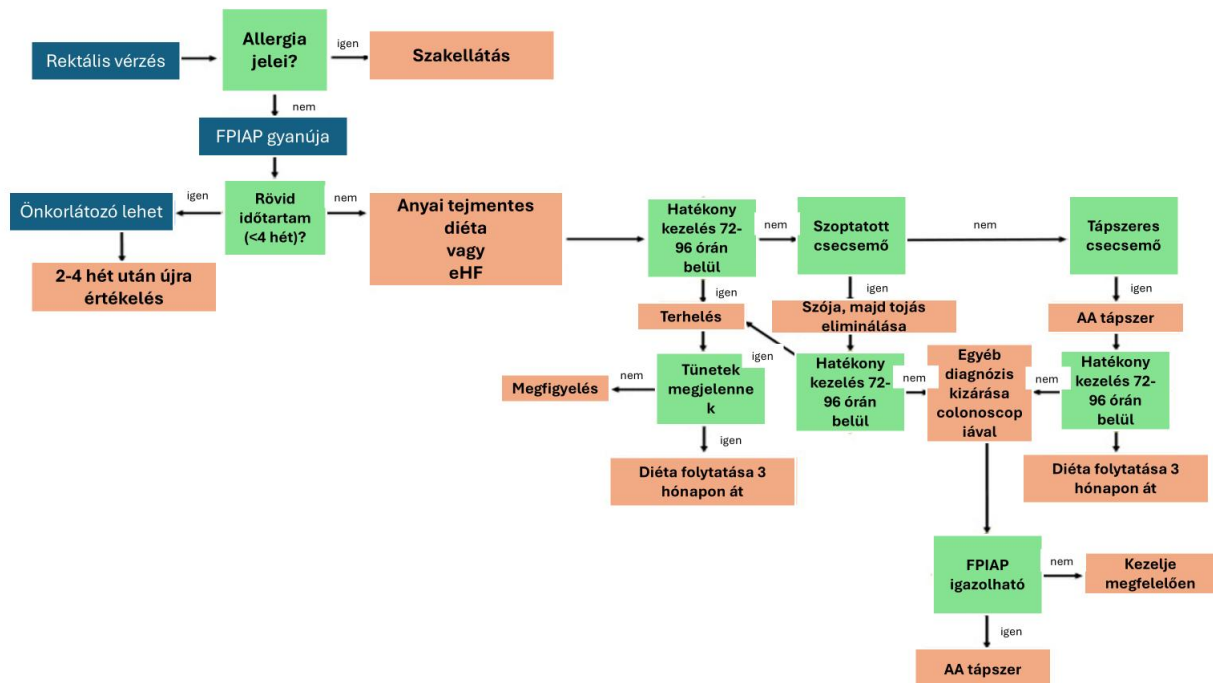 Rektális vérzés
Allergia
jelei?
igen
Szakellátás
nem
FPIAP gyanúja
igen
Önkorlátozó lehet
Rövid
időtartam
(<4 hét)?
nem
Anyai tejmentes
diéta
vagy
eHF
2-4 hét után újra
értékelés
Hatékony
kezelés 72-
96 órán
belül
nem
Szoptatott
csecsemő
nem
Tápszeres
csecsemő
igen
igen
igen
Terhelés
Szója, majd tojás
eliminálása
AA tápszer
Megfigyelés
nem
Tünetek
megjelenne
k
igen
Hatékony
kezelés 72-
96 órán
belül
nem
Egyéb
diagnózis
kizárása
colonoscop
iával
nem
Hatékony
kezelés 72-
96 órán
belül
igen
igen
Diéta folytatása 3
hónapon át
Diéta folytatása 3
hónapon át
FPIAP
igazolható
nem
Kezelje
megfelelően
igen
AA tápszer